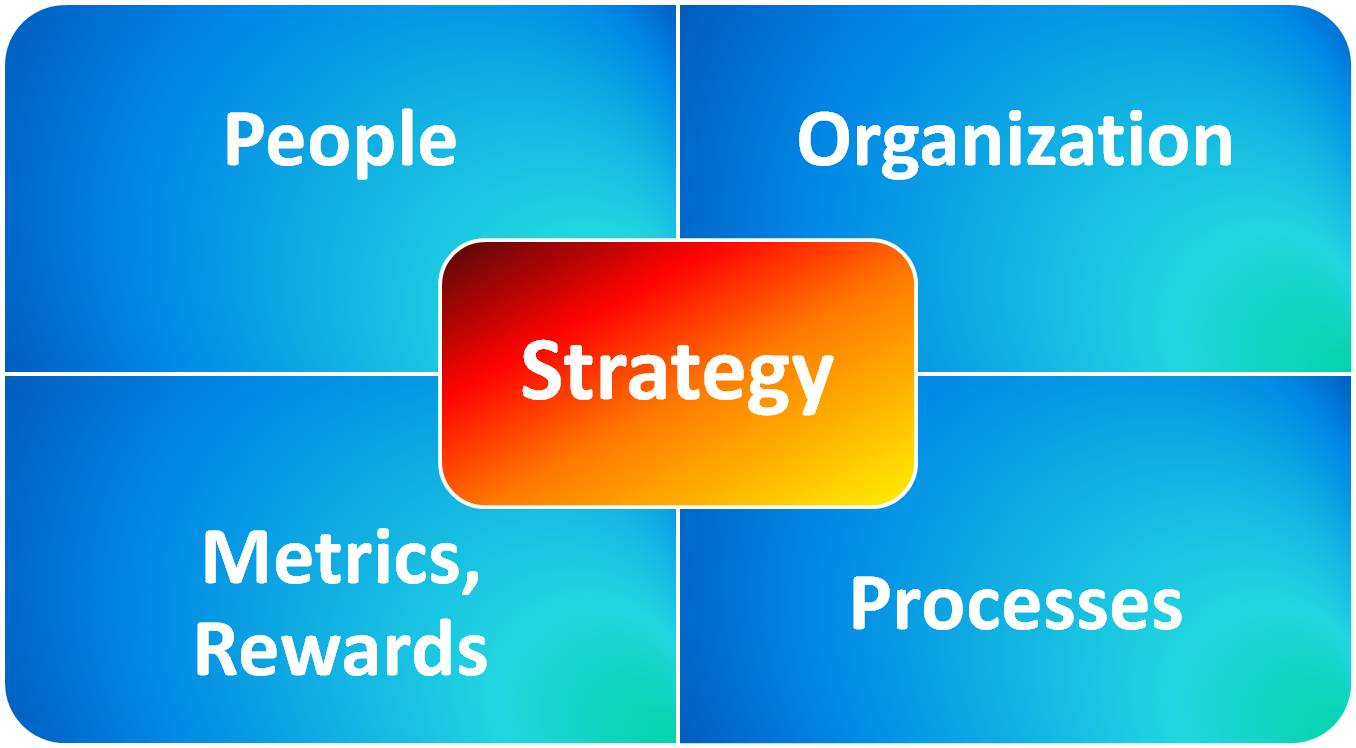 People
Organization
Strategy
Metrics,
Rewards
Processes